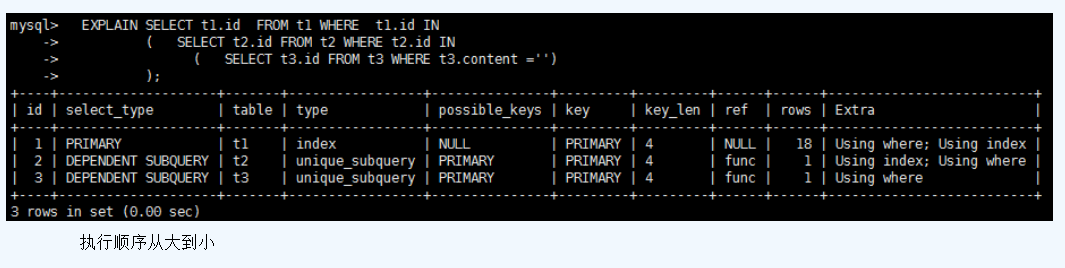 mysql>   EXPLAIN SELECT t1.id  FROM t1 WHERE  t1.id IN
    ->           (   SELECT t2.id FROM t2 WHERE t2.id IN
    ->                 (   SELECT t3.id FROM t3 WHERE t3.content ='')
    ->           );
+----+--------------------+-------+-----------------+---------------+---------+---------+------+------+--------------------------+
| id | select_type        | table | type            | possible_keys | key     | key_len | ref  | rows | Extra                    |
+----+--------------------+-------+-----------------+---------------+---------+---------+------+------+--------------------------+
|  1 | PRIMARY            | t1    | index           | NULL          | PRIMARY | 4       | NULL |   18 | Using where; Using index |
|  2 | DEPENDENT SUBQUERY | t2    | unique_subquery | PRIMARY       | PRIMARY | 4       | func |    1 | Using index; Using where |
|  3 | DEPENDENT SUBQUERY | t3    | unique_subquery | PRIMARY       | PRIMARY | 4       | func |    1 | Using where              |
+----+--------------------+-------+-----------------+---------------+---------+---------+------+------+--------------------------+
3 rows in set (0.00 sec)
执行顺序从大到小